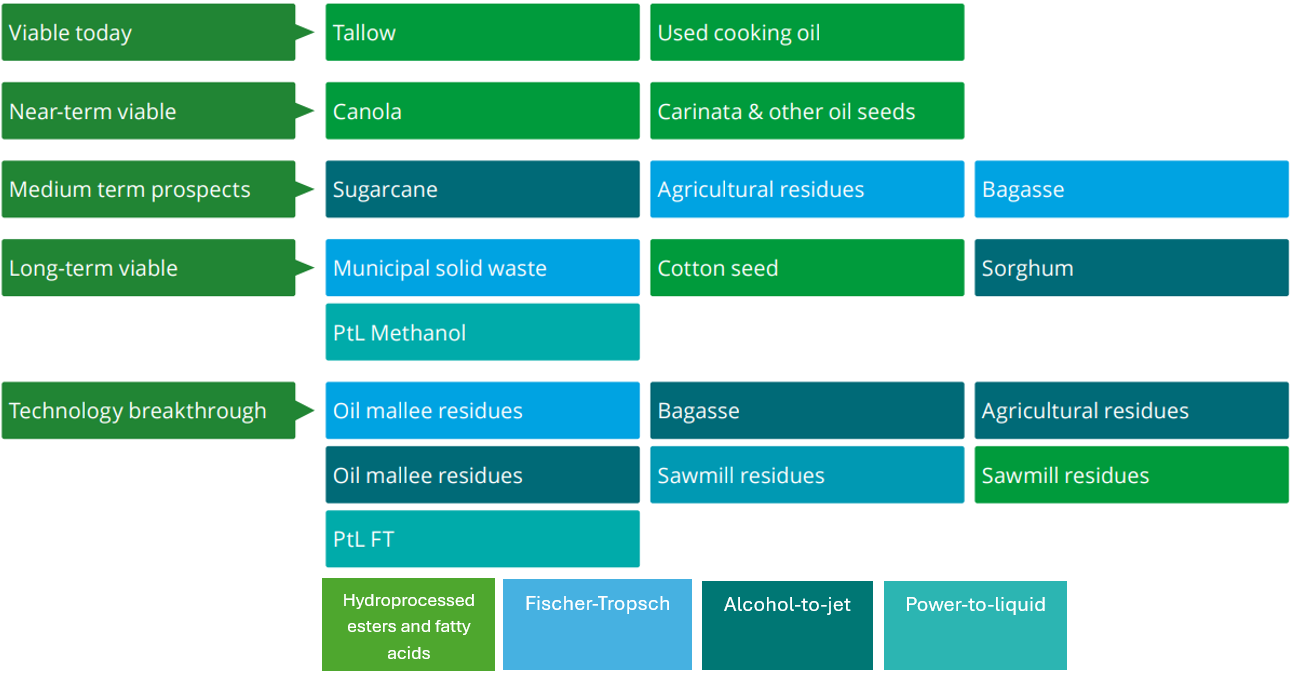 Viable today
Tallow
Used cooking oil
Near-term viable
Canola
Carinata & other oil seeds
Medium term prospects
Sugarcane
Agricultural residues
Bagasse
Long-term viable
Municipal solid waste
Cotton seed
Sorghum
PtL Methanol
Technology breakthrough
Oil mallee residues
Bagasse
Agricultural residues
Oil mallee residues
Sawmill residues
Sawmill residues
PtL FT
Hydroprocessed
esters and fatty
acids
Fischer-Tropsch
Alcohol-to-jet
Power-to-liquid